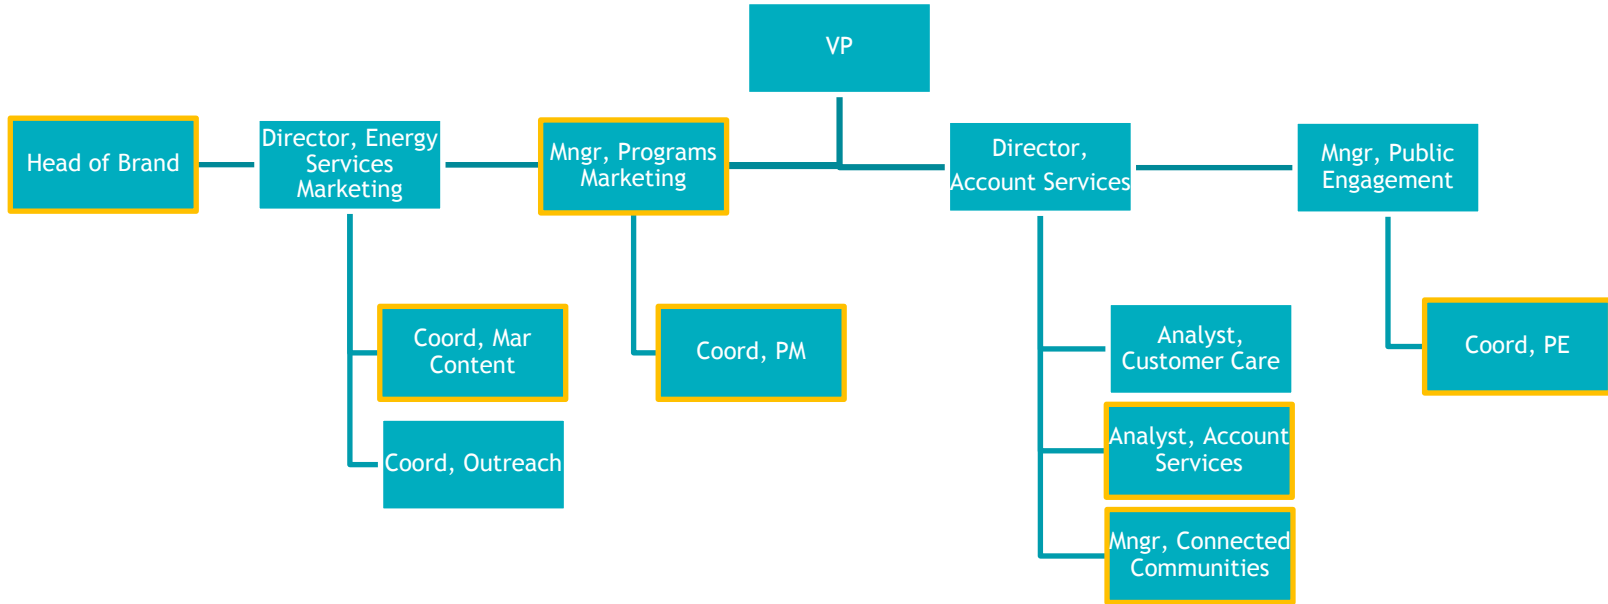 VP
Head of Brand
Director, Energy
Services
Marketing
Mngr, Programs
Marketing
Director,
Account Services
Mngr, Public
Engagement
Coord, Mar
Content
Coord, PM
Analyst,
Customer Care
Coord, PE
Coord, Outreach
Analyst, Account
Services
Mngr, Connected
Communities